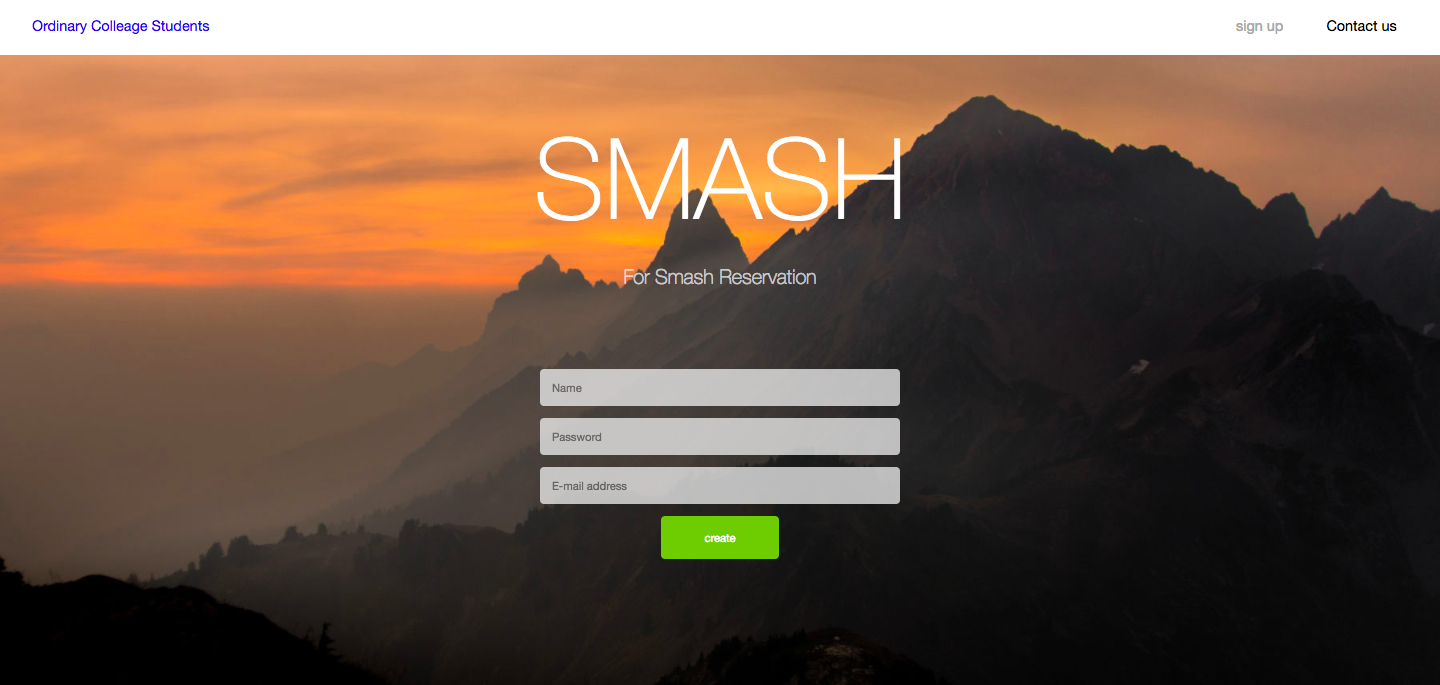 Ordinary Colleage Students
sign up
Contact us
SMASH
For Smash Reservation
Name
Password
E-mail address
create